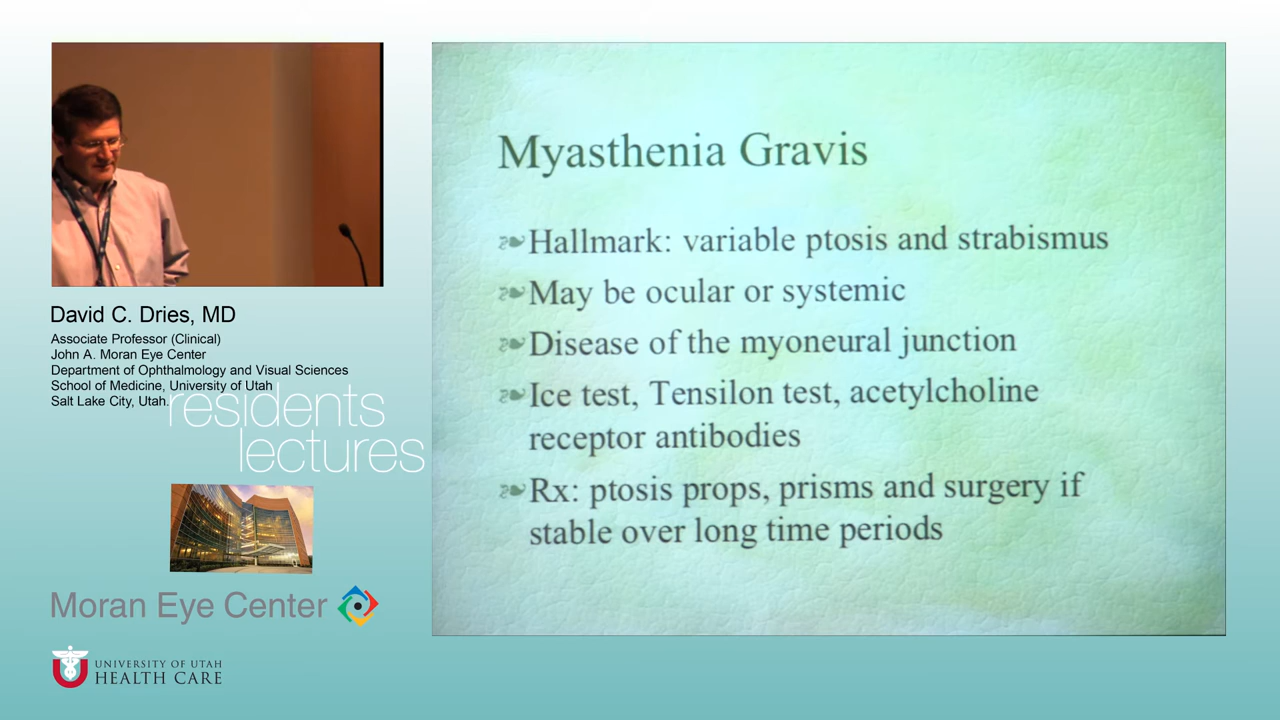 Myasthenia Gravis
Hallmark: variable ptosis and strabismus
May be ocular or systemic
Disease of the myoneural junction
Ice test, Tensilon test, acetylcholine
receptor antibodies
Rx: ptosis props, prisms and surgery if
stable over long time periods
David C. Dries, MD
Associate Professor (Clinical)
John A. Moran Eye Center
Department of Ophthalmology and Visual Sciences
School of Medicine, University of Utah
Salt Lake City, Utah.
residents
lectures
Moran Eye Center
UNIVERSITY OF UTAH
HEALTH CARE